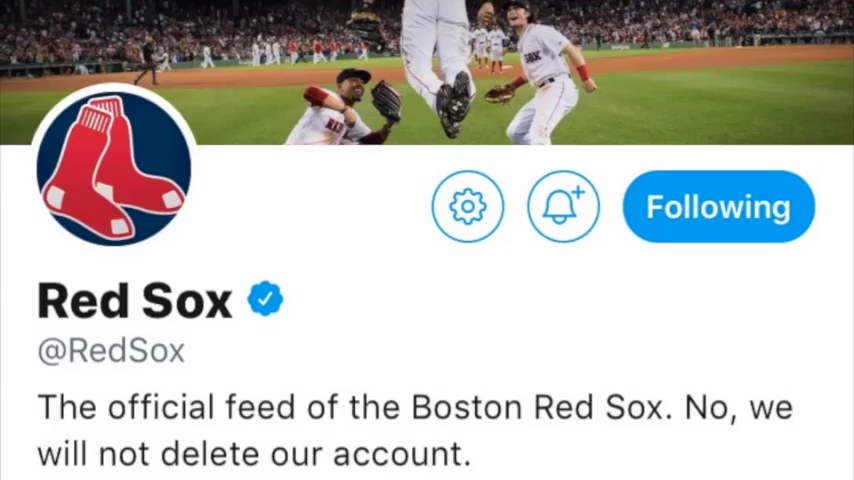 Following
Red Sox
@RedSox
The official feed of the Boston Red Sox. No, we
will not delete our account.